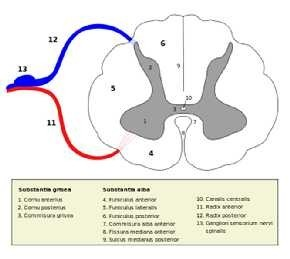 12
6
13
2
9
5
10
3
11
1
7
8
4
Substantia grisea
1. Cornu anterius
2. Cornu posterius
3. Commisura grisea
Substantia alba
4. Funiculus anterior
5. Funiculus lateralis
6. Funiculus posterior
7. Commisura alba anterior
8. Fissura mediana anterior
9. Sulcus medianus posterior
10. Canalis centralis
11. Radix anterior
12. Radix posterior
13. Ganglion sensorium nervi
spinalis